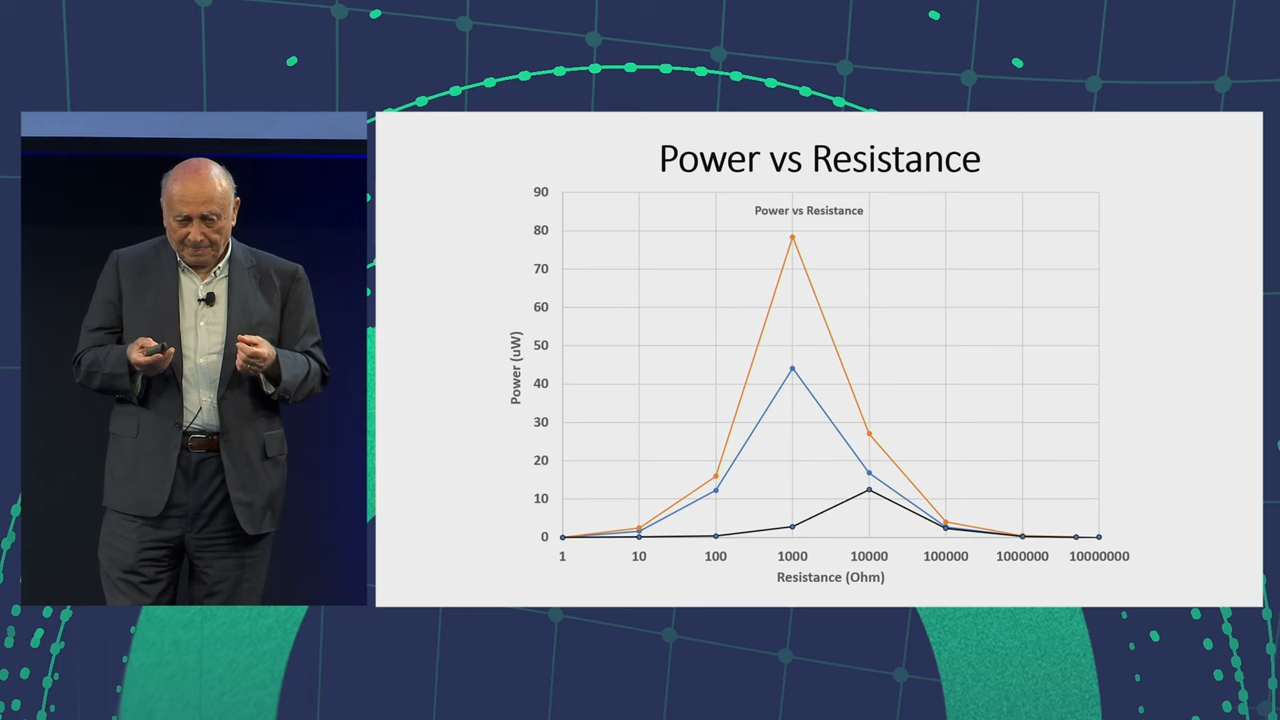 Power vs Resistance
90
Power vs Resistance
80
70
60
50
40
30
20
10
0
Power (uW)
1 10 100 1000 10000 100000 1000000 10000000
Resistance (Ohm)